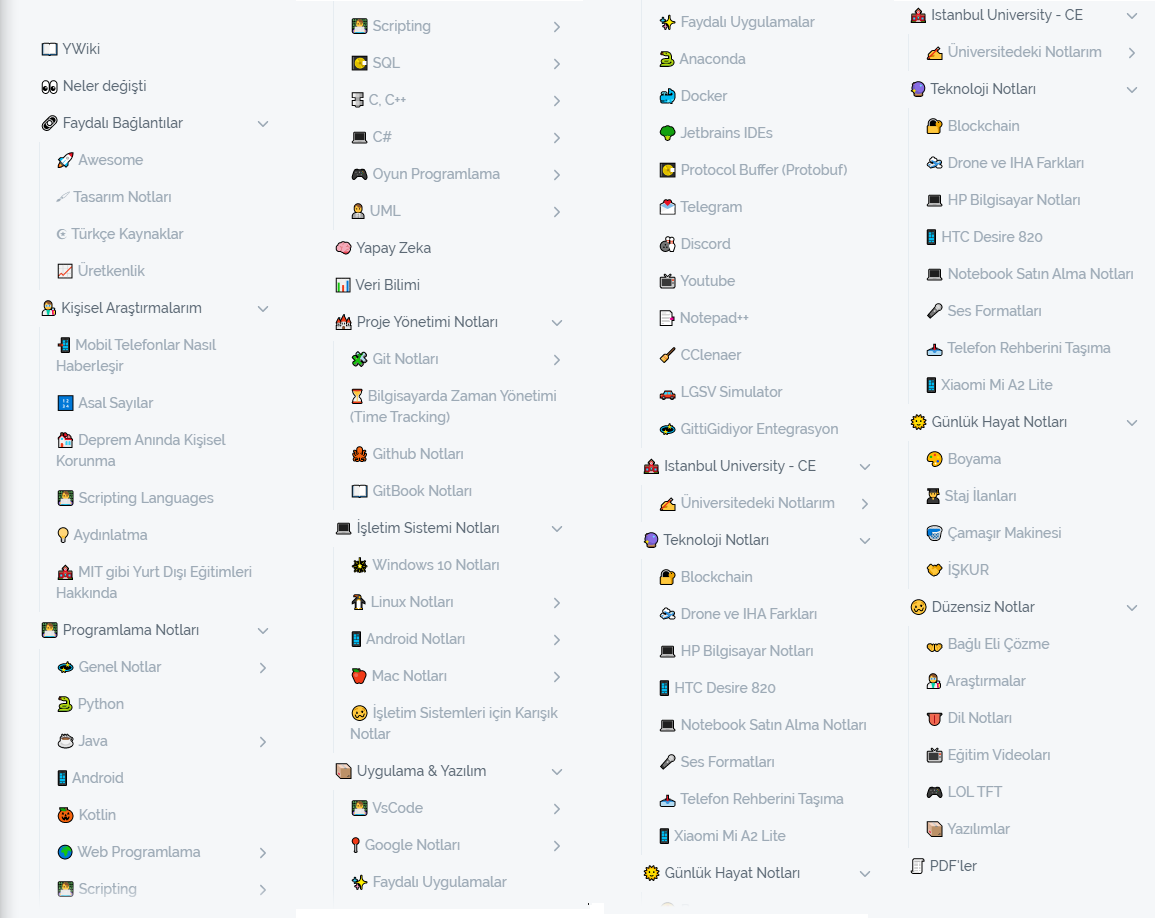 YWiki
Neler değişti
Faydalı Bağlantılar
Awesome
Tasarım Notları
Türkçe Kaynaklar
Üretkenlik
Kişisel Araştırmalarım
Mobil Telefonlar Nasıl
Haberleşir
Asal Sayılar
Deprem Anında Kişisel
Korunma
Scripting Languages
Aydınlatma
MIT gibi Yurt Dışı Eğitimleri
Hakkında
Programlama Notları
Genel Notlar
Python
Java
Android
Kotlin
Web Programlama
Scripting
Scripting
SQL
C, C++
C#
Oyun Programlama
UML
Yapay Zeka
Veri Bilimi
Proje Yönetimi Notları
Git Notları
Bilgisayarda Zaman Yönetimi
(Time Tracking)
Github Notları
GitBook Notları
İşletim Sistemi Notları
Windows 10 Notları
Linux Notları
Android Notları
Mac Notları
İşletim Sistemleri için Karışık
Notlar
Uygulama & Yazılım
VsCode
Google Notları
Faydalı Uygulamalar
Faydalı Uygulamalar
Anaconda
Docker
Jetbrains IDEs
Protocol Buffer (Protobuf)
Telegram
Discord
Youtube
Notepad++
CClenaer
LGSV Simulator
GittiGidiyor Entegrasyon
Istanbul University - CE
Üniversitedeki Notlarım
Teknoloji Notları
Blockchain
Drone ve IHA Farkları
HP Bilgisayar Notları
HTC Desire 820
Notebook Satın Alma Notları
Ses Formatları
Telefon Rehberini Taşıma
Xiaomi Mi A2 Lite
Günlük Hayat Notları
Istanbul University - CE
Üniversitedeki Notlarım
Teknoloji Notları
Blockchain
Drone ve IHA Farkları
HP Bilgisayar Notları
HTC Desire 820
Notebook Satın Alma Notları
Ses Formatları
Telefon Rehberini Taşıma
Xiaomi Mi A2 Lite
Günlük Hayat Notları
Boyama
Staj İlanları
Çamaşır Makinesi
İŞKUR
Düzensiz Notlar
Bağlı Eli Çözme
Araştırmalar
Dil Notları
Eğitim Videoları
LOL TFT
Yazılımlar
PDF'ler